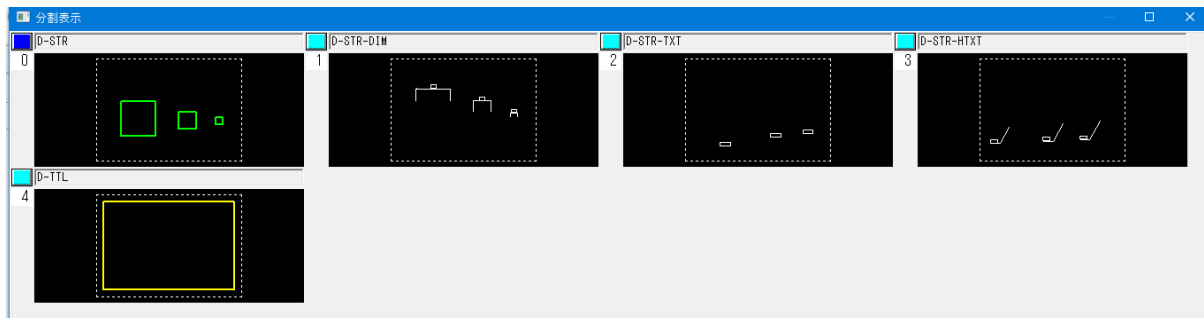 分割表示
D-STR
0
D-STR-DIM
1
D-STR-TXT
2
D-STR-HTXT
3
D-TTL
4